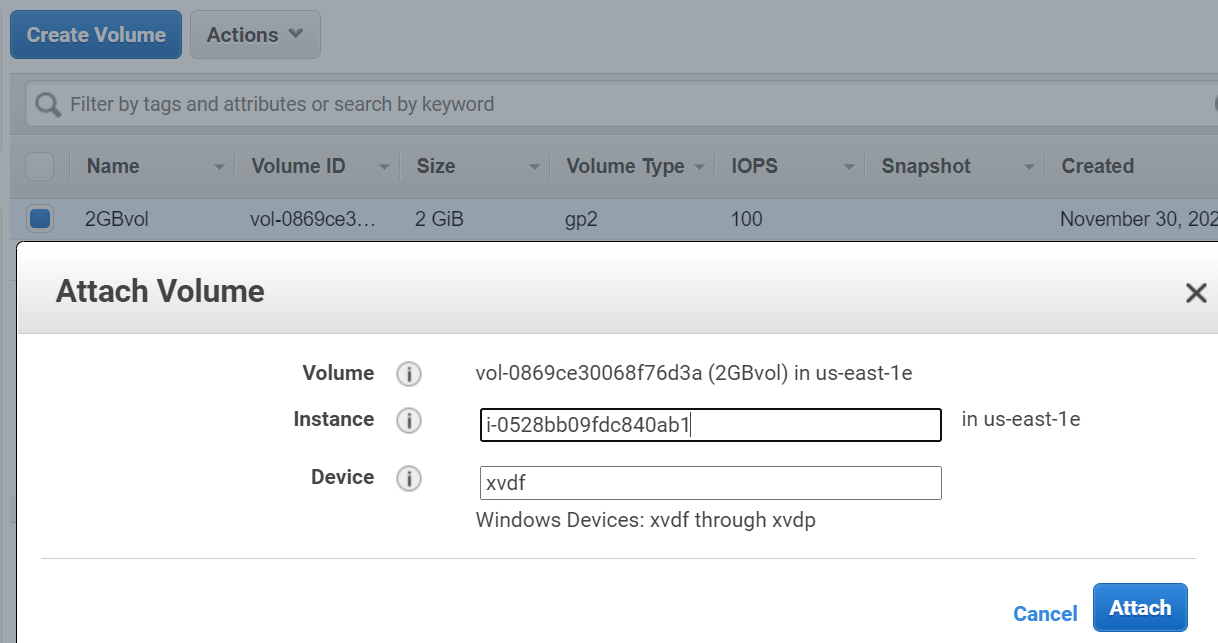 Create Volume Actions
Filter by tags and attributes or search by keyword
Name Volume ID Size Volume Type IOPS Snapshot Created
2GBvol vol-0869ce3... 2 GiB gp2 100 November 30, 202
Attach Volume
Volume i vol-0869ce30068f76d3a (2GBvol) in us-east-1e
Instance i i-0528bb09fdc840ab1 in us-east-1e
Device i xvdf
Windows Devices: xvdf through xvdp
Cancel Attach